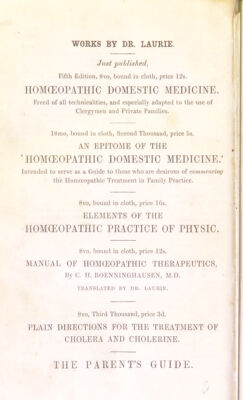 WORKS BY DR. LAURIE.
Just published,
Fifth Edition, 8vo, bound in cloth, price 12s.
HOMŒOPATHIC DOMESTIC MEDICINE.
Freed of all technicalities, and especially adapted to the use of
Clergymen and Private Families.
18mo, bound in cloth, Second Thousand, price 5s.
AN EPITOME OF THE
'HOMŒOPATHIC DOMESTIC MEDICINE.'
Intended to serve as a Guide to those who are desirous of commencing
the Homœopathic Treatment in Family Practice.
8vo, bound in cloth, price 16s.
ELEMENTS OF THE
HOMŒOPATHIC PRACTICE OF PHYSIC.
8vo, bound in cloth, price 12s.
MANUAL OF HOMŒOPATHIC THERAPEUTICS,
By C. H. BOENNINGHAUSEN, M.D.
TRANSLATED BY DR. LAURIE.
8vo, Third Thousand, price 3d.
PLAIN DIRECTIONS FOR THE TREATMENT OF
CHOLERA AND CHOLERINE.
THE PARENT'S GUIDE.